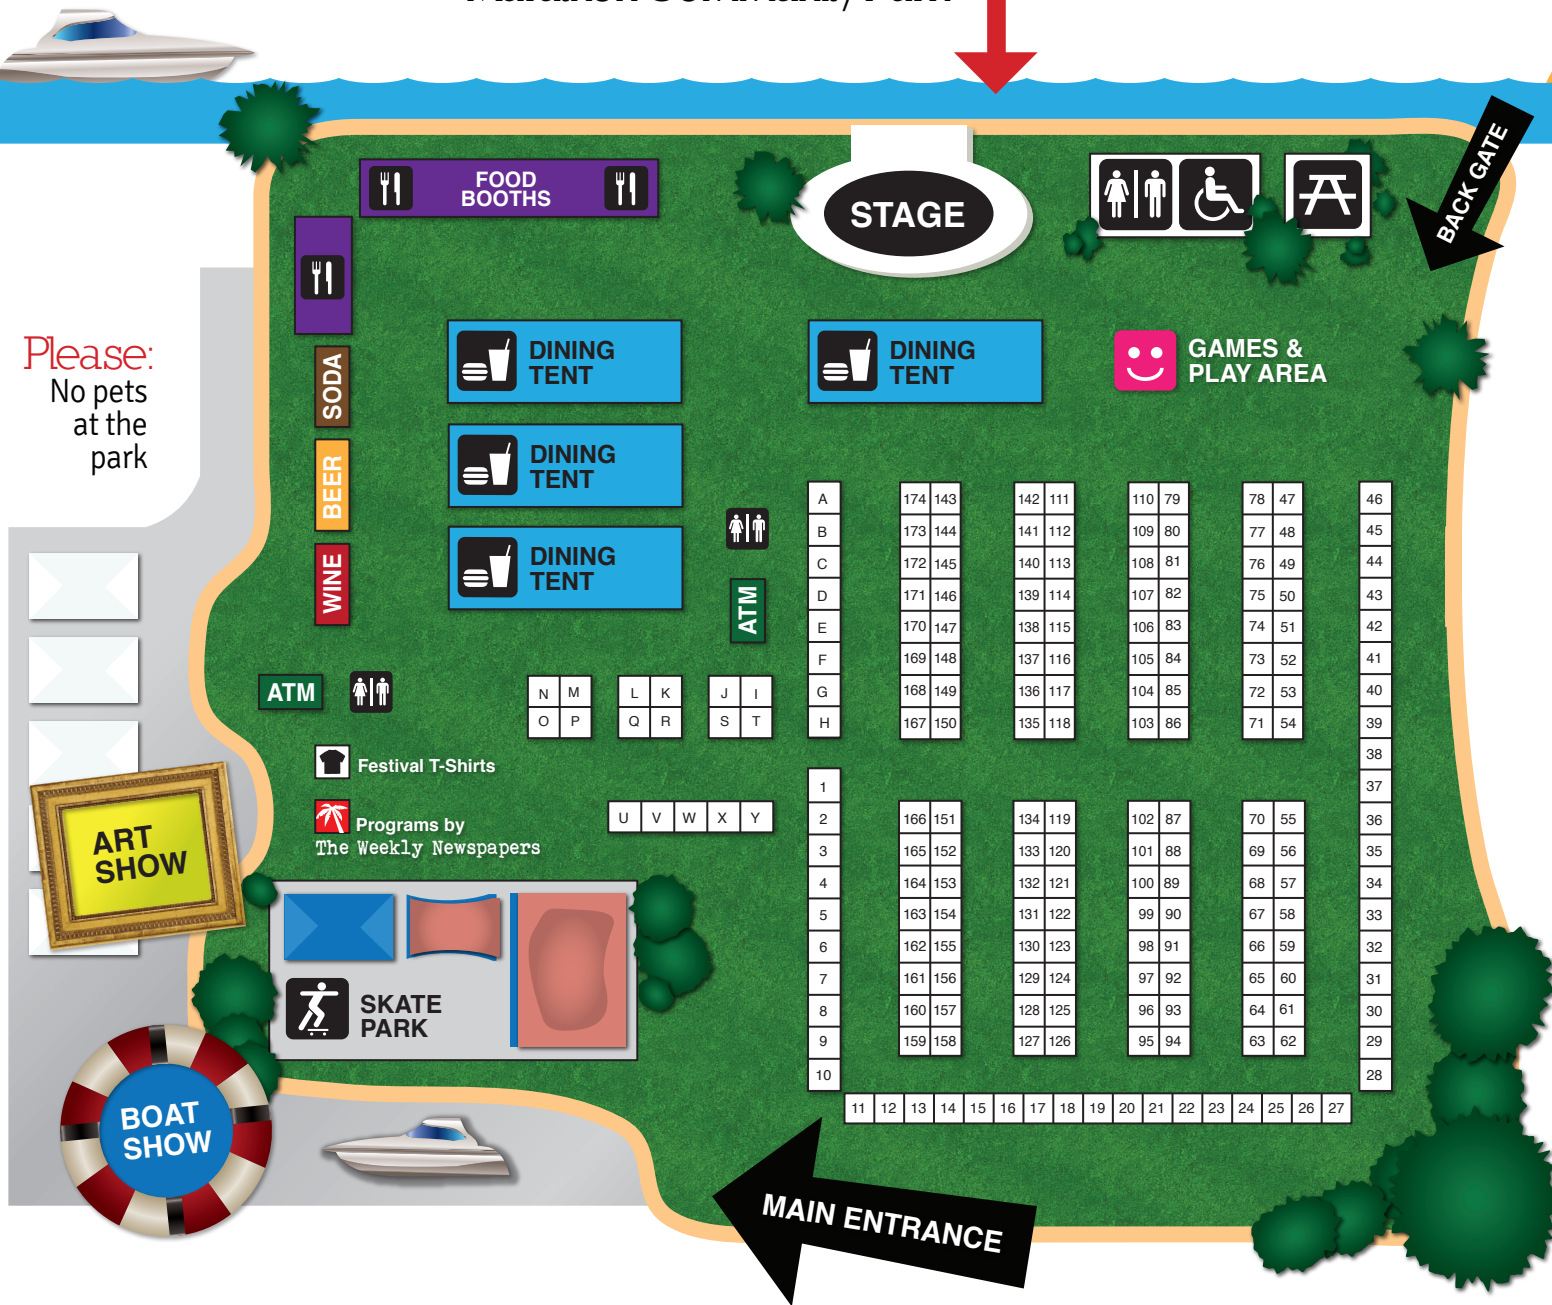 Marathon Community Park
BACK GATE
FOOD
BOOTHS
STAGE
Please:
No pets
at the
park
SODA
BEER
WINE
DINING
TENT
DINING
TENT
DINING
TENT
DINING
TENT
GAMES &
PLAY AREA
ATM
ATM
A
B
C
D
E
F
G
H
174 143
173 144
172 145
171 146
170 147
169 148
168 149
167 150
142 111
141 112
140 113
139 114
138 115
137 116
136 117
135 118
110 79
109 80
108 81
107 82
106 83
105 84
104 85
103 86
78 47
77 48
76 49
75 50
74 51
73 52
72 53
71 54
46
45
44
43
42
41
40
39
38
37
36
35
34
33
32
31
30
29
28
N M
O P
L K
Q R
J I
S T
Festival T-Shirts
Programs by
The Weekly Newspapers
U V W X Y
1
2
3
4
5
6
7
8
9
10
166 151
165 152
164 153
163 154
162 155
161 156
160 157
159 158
134 119
133 120
132 121
131 122
130 123
129 124
128 125
127 126
102 87
101 88
100 89
99 90
98 91
97 92
96 93
95 94
70 55
69 56
68 57
67 58
66 59
65 60
64 61
63 62
11 12 13 14 15 16 17 18 19 20 21 22 23 24 25 26 27
ART
SHOW
SKATE
PARK
BOAT
SHOW
MAIN ENTRANCE